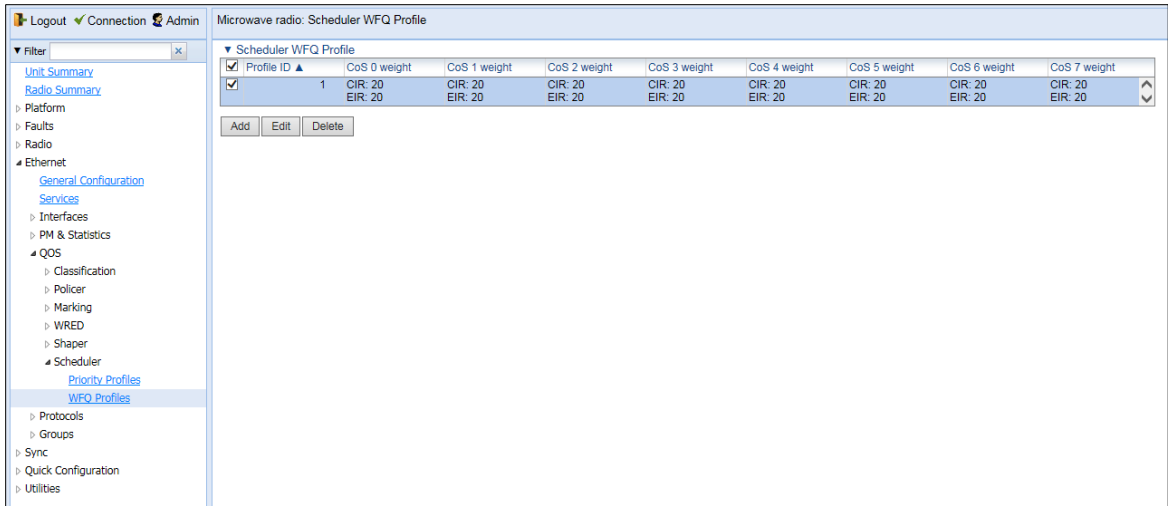 Logout Connection Admin
Microwave radio: Scheduler WFQ Profile
Filter
Unit Summary
Radio Summary
Platform
Faults
Radio
Ethernet
General Configuration
Services
Interfaces
PM & Statistics
QOS
Classification
Policer
Marking
WRED
Shaper
Scheduler
Priority Profiles
WFQ Profiles
Protocols
Groups
Sync
Quick Configuration
Utilities
Scheduler WFQ Profile
Profile ID ▲ CoS 0 weight CoS 1 weight CoS 2 weight CoS 3 weight CoS 4 weight CoS 5 weight CoS 6 weight CoS 7 weight
1 CIR: 20 CIR: 20 CIR: 20 CIR: 20 CIR: 20 CIR: 20 CIR: 20 CIR: 20
EIR: 20 EIR: 20 EIR: 20 EIR: 20 EIR: 20 EIR: 20 EIR: 20 EIR: 20
Add Edit Delete